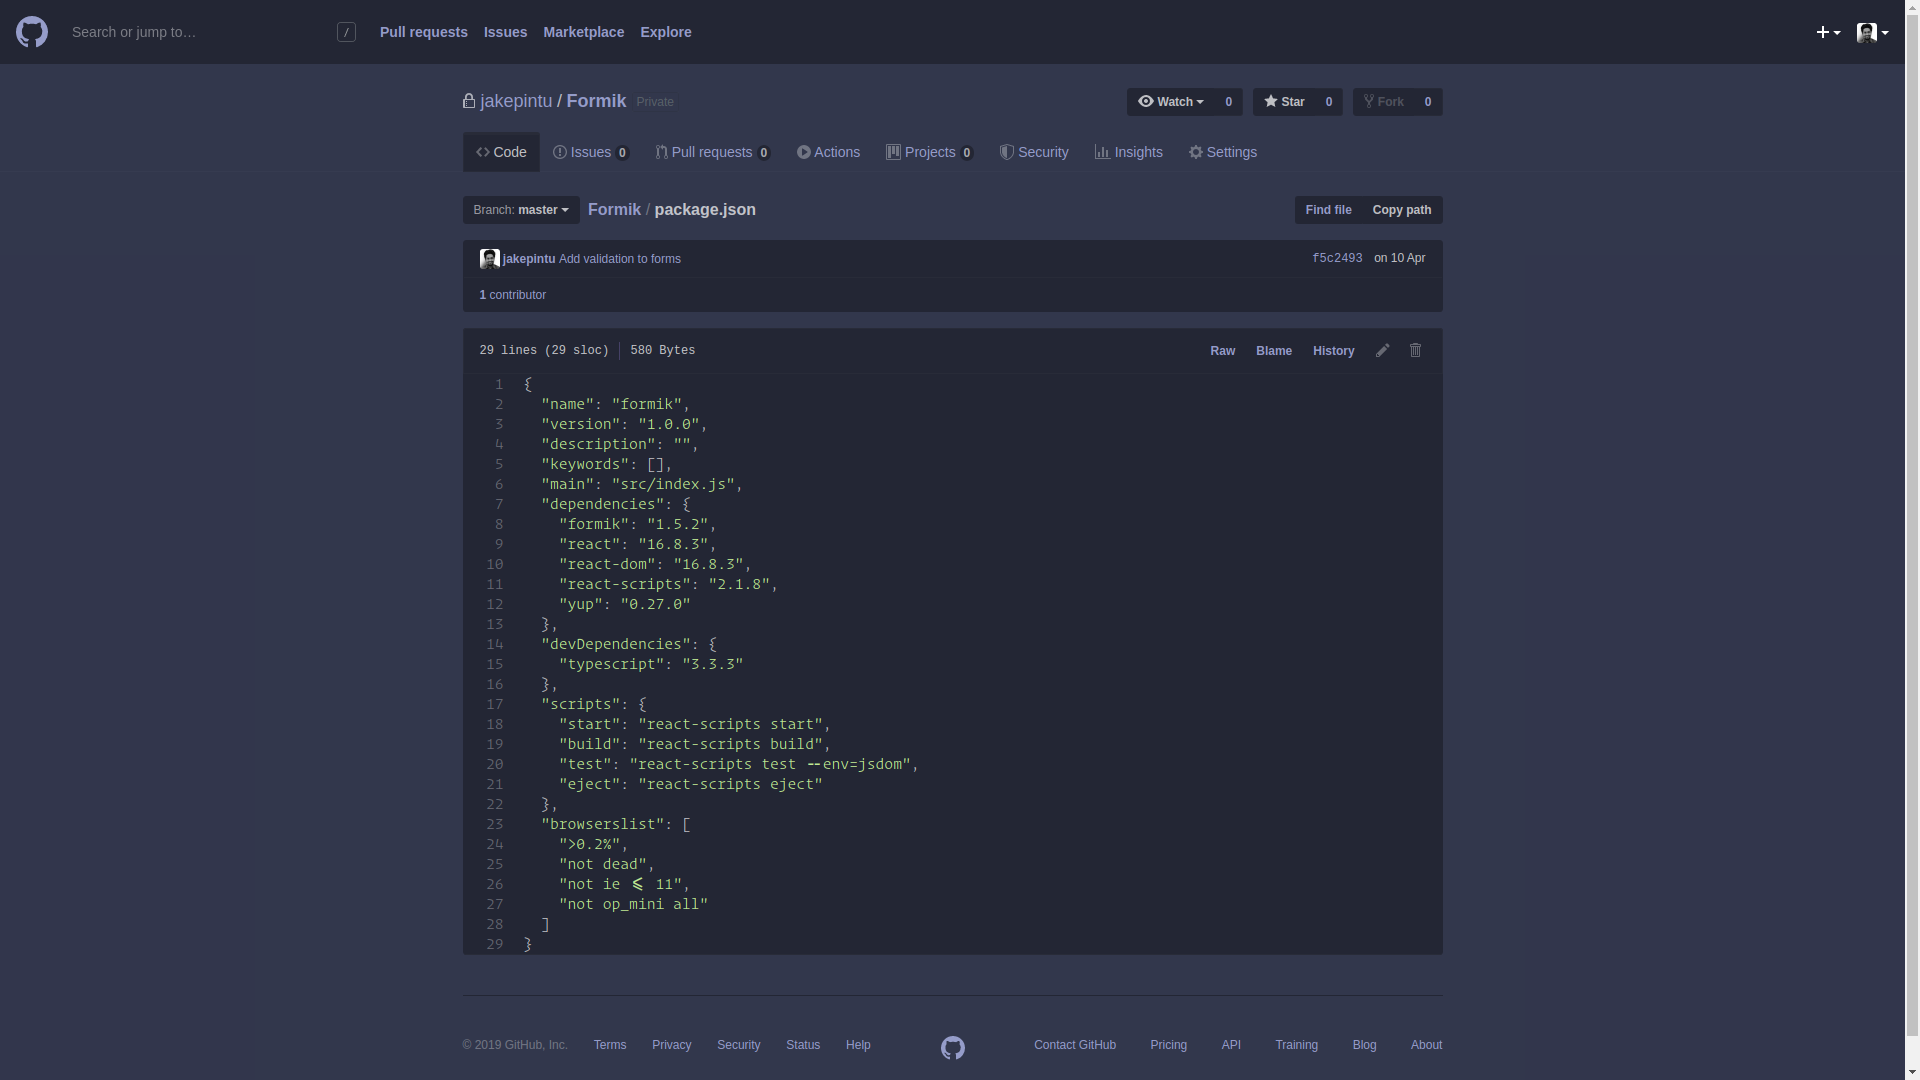 Search or jump to… / Pull requests Issues Marketplace Explore
jakepintu / Formik Private Watch 0 Star 0 Fork 0
Code Issues 0 Pull requests 0 Actions Projects 0 Security Insights Settings
Branch: master Formik / package.json Find file Copy path
jakepintu Add validation to forms f5c2493 on 10 Apr
1 contributor
29 lines (29 sloc) 580 Bytes Raw Blame History
1 {
2 "name": "formik",
3 "version": "1.0.0",
4 "description": "",
5 "keywords": [],
6 "main": "src/index.js",
7 "dependencies": {
8 "formik": "1.5.2",
9 "react": "16.8.3",
10 "react-dom": "16.8.3",
11 "react-scripts": "2.1.8",
12 "yup": "0.27.0"
13 },
14 "devDependencies": {
15 "typescript": "3.3.3"
16 },
17 "scripts": {
18 "start": "react-scripts start",
19 "build": "react-scripts build",
20 "test": "react-scripts test --env=jsdom",
21 "eject": "react-scripts eject"
22 },
23 "browserslist": [
24 ">0.2%",
25 "not dead",
26 "not ie <= 11",
27 "not op_mini all"
28 ]
29 }
© 2019 GitHub, Inc. Terms Privacy Security Status Help Contact GitHub Pricing API Training Blog About